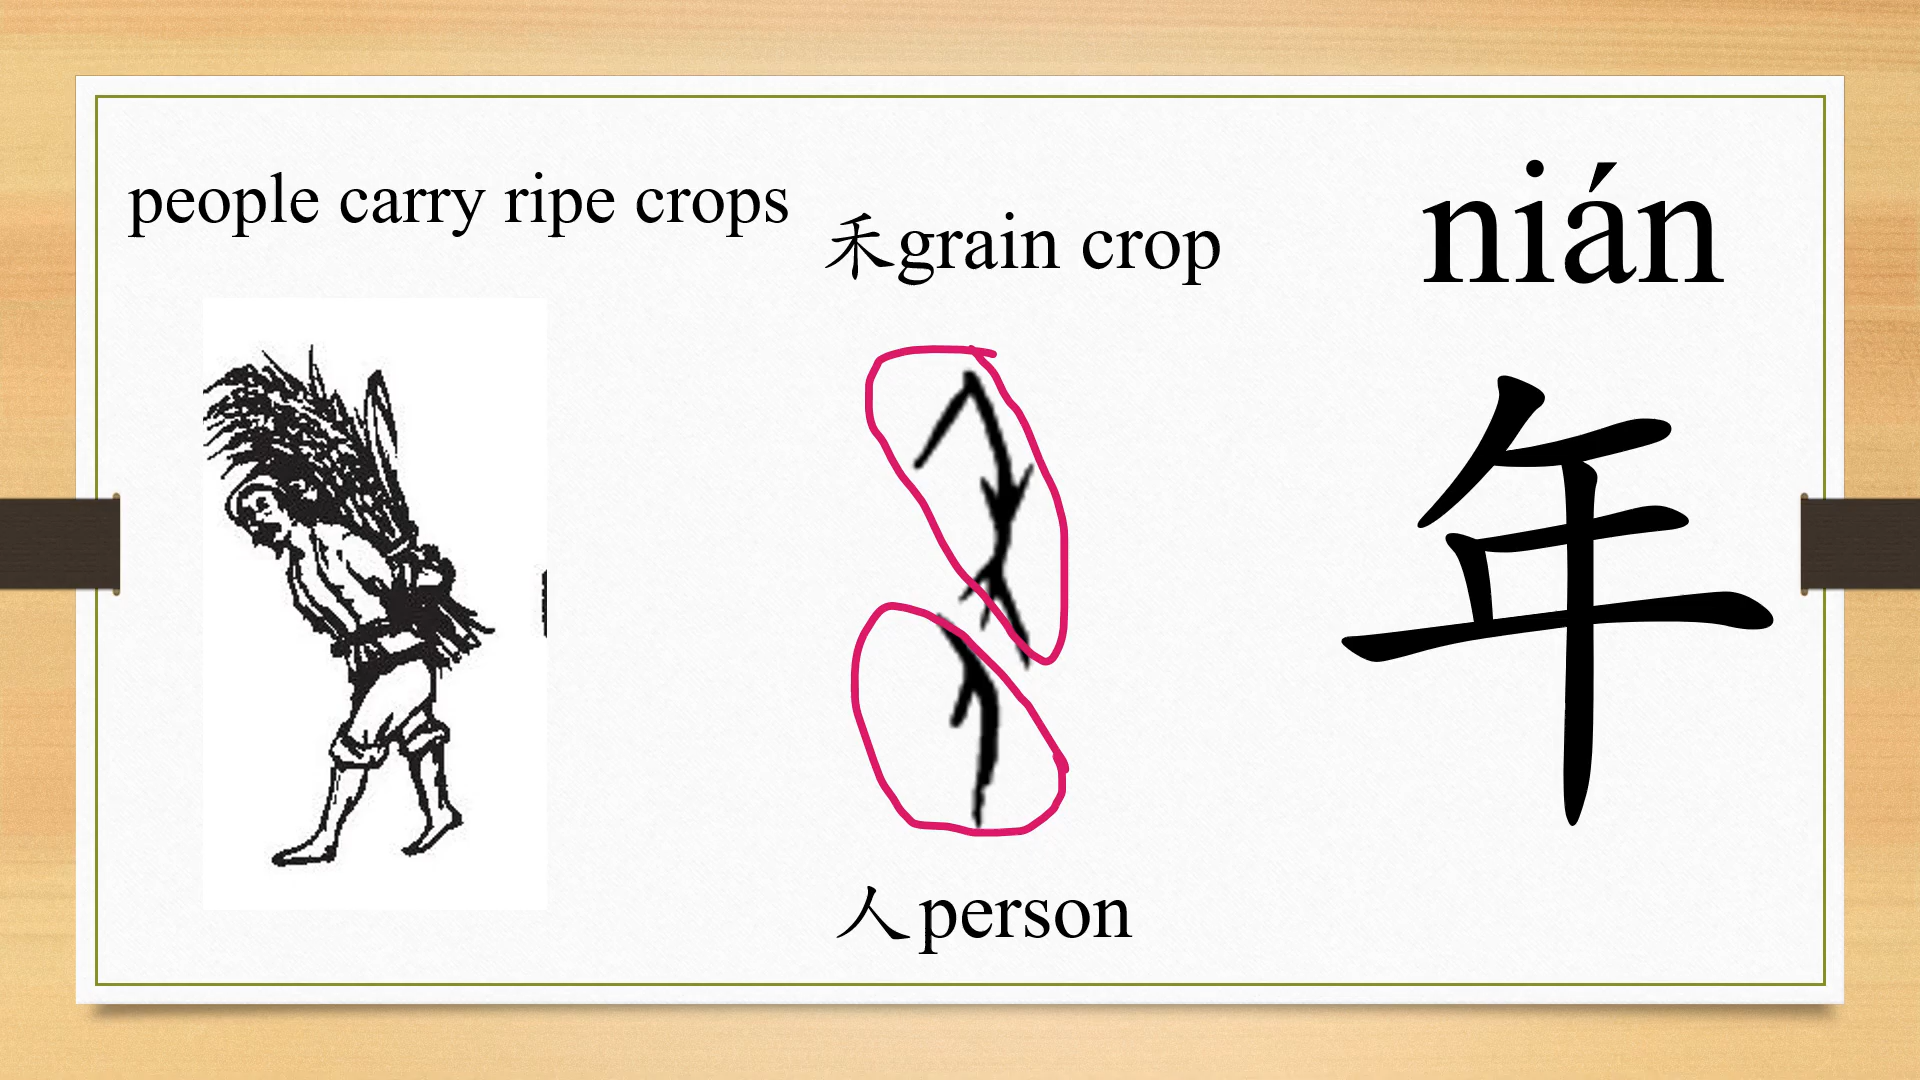 people carry ripe crops
禾grain crop
nián
年
人person